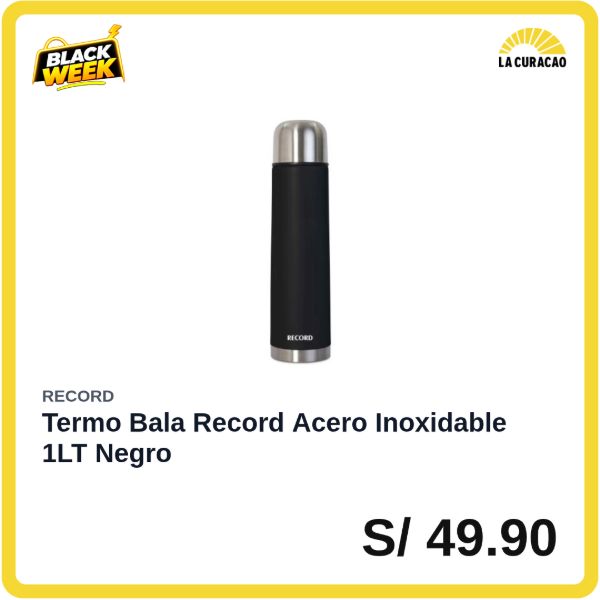 BLACK
WEEK
LA CURACAO
RECORD
RECORD
Termo Bala Record Acero Inoxidable
1LT Negro
S/ 49.90